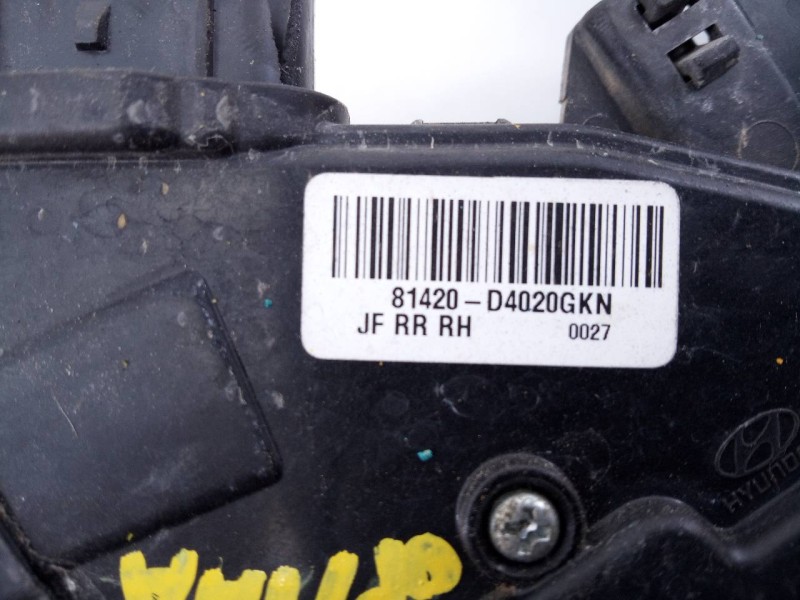 81420-D4020GKN
JF RR RH 0027
HYUNDAI